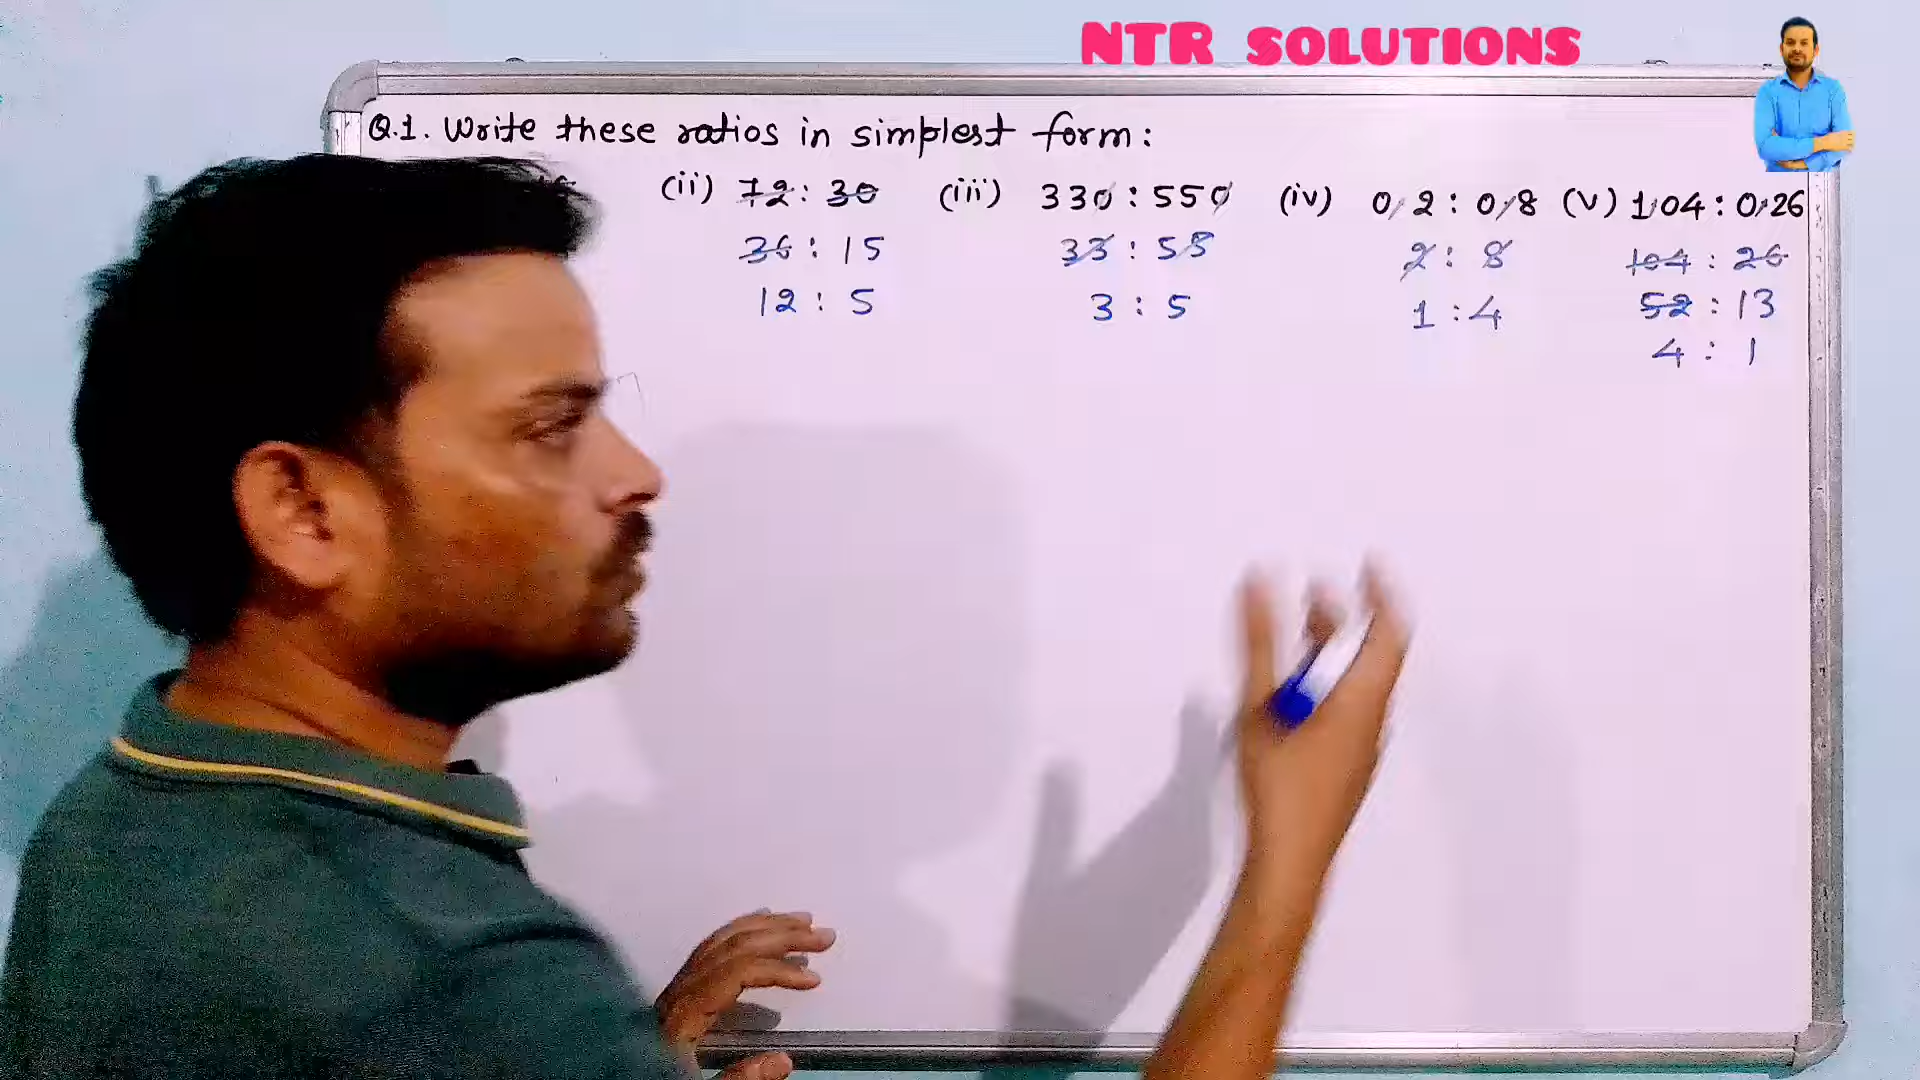 NTR SOLUTIONS
Q.1. Write these ratios in simplest form:
(ii) 72 : 30 (iii) 330 : 550 (iv) 0.2 : 0.8 (v) 1.04 : 0.26
36 : 15 33 : 55 2 : 8 104 : 26
12 : 5 3 : 5 1 : 4 52 : 13
4 : 1